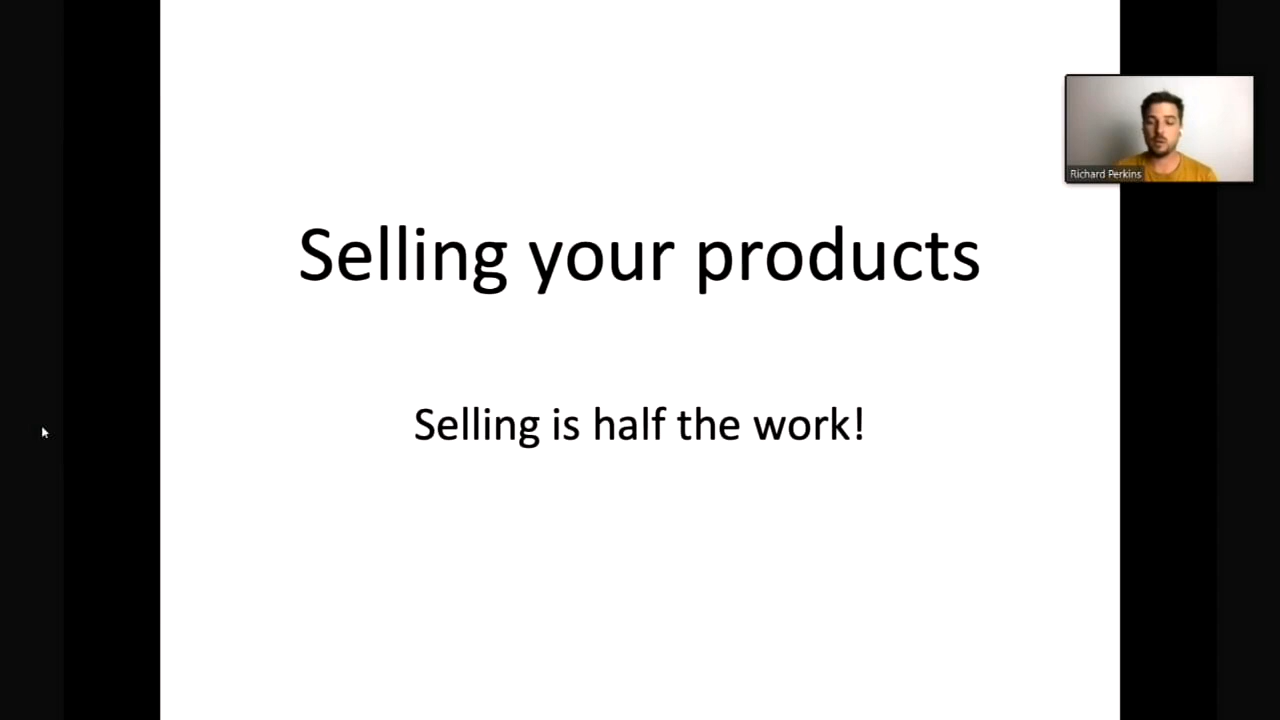 Richard Perkins
Selling your products
Selling is half the work!